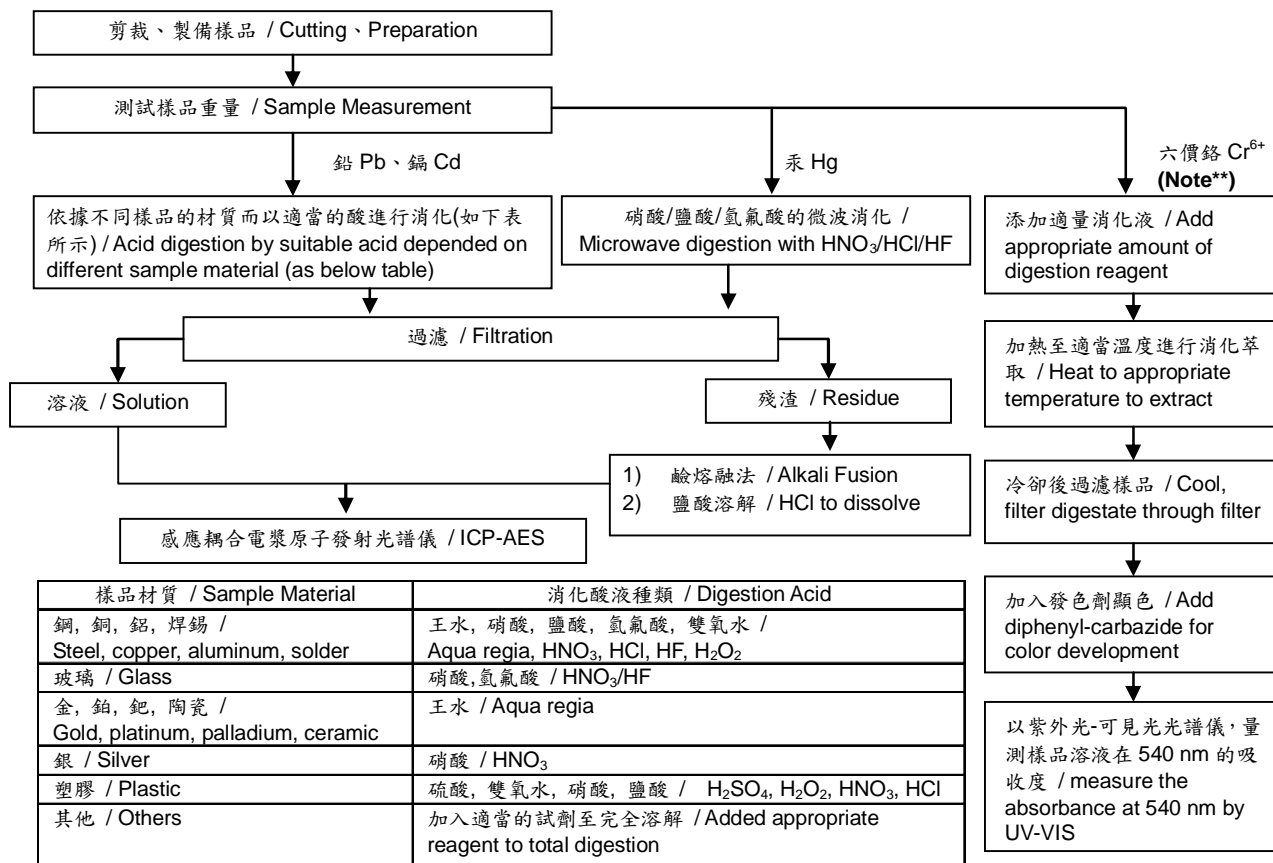 剪裁、製備樣品 / Cutting、Preparation
測試樣品重量 / Sample Measurement
鉛 Pb、鎘 Cd
汞 Hg
六價鉻 Cr⁶⁺
(Note**)
依據不同樣品的材質而以適當的酸進行消化(如下表
所示) / Acid digestion by suitable acid depended on
different sample material (as below table)
硝酸/鹽酸/氫氟酸的微波消化 /
Microwave digestion with HNO₃/HCl/HF
添加適量消化液 / Add
appropriate amount of
digestion reagent
過濾 / Filtration
加熱至適當溫度進行消化萃
取 / Heat to appropriate
temperature to extract
溶液 / Solution
殘渣 / Residue
1) 鹼熔融法 / Alkali Fusion
2) 鹽酸溶解 / HCl to dissolve
冷卻後過濾樣品 / Cool,
filter digestate through filter
感應耦合電漿原子發射光譜儀 / ICP-AES
加入發色劑顯色 / Add
diphenyl-carbazide for
color development
以紫外光-可見光光譜儀，量
測樣品溶液在 540 nm 的吸
收度 / measure the
absorbance at 540 nm by
UV-VIS
樣品材質 / Sample Material
消化酸液種類 / Digestion Acid
鋼, 銅, 鋁, 焊錫 /
Steel, copper, aluminum, solder
王水, 硝酸, 鹽酸, 氫氟酸, 雙氧水 /
Aqua regia, HNO₃, HCl, HF, H₂O₂
玻璃 / Glass
硝酸,氫氟酸 / HNO₃/HF
金, 鉑, 鈀, 陶瓷 /
Gold, platinum, palladium, ceramic
王水 / Aqua regia
銀 / Silver
硝酸 / HNO₃
塑膠 / Plastic
硫酸, 雙氧水, 硝酸, 鹽酸 / H₂SO₄, H₂O₂, HNO₃, HCl
其他 / Others
加入適當的試劑至完全溶解 / Added appropriate
reagent to total digestion